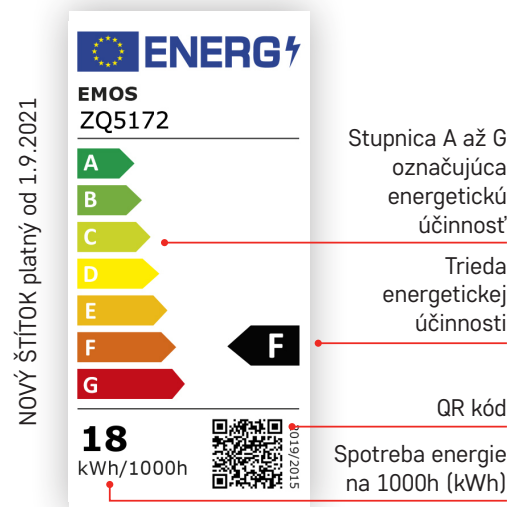 NOVÝ ŠTÍTOK platný od 1.9.2021
ENERG
EMOS
ZQ5172
A
B
C
D
E
F
G
F
18
kWh/1000h
2019/2015
Stupnica A až G
označujúca
energetickú
účinnosť
Trieda
energetickej
účinnosti
QR kód
Spotreba energie
na 1000h (kWh)